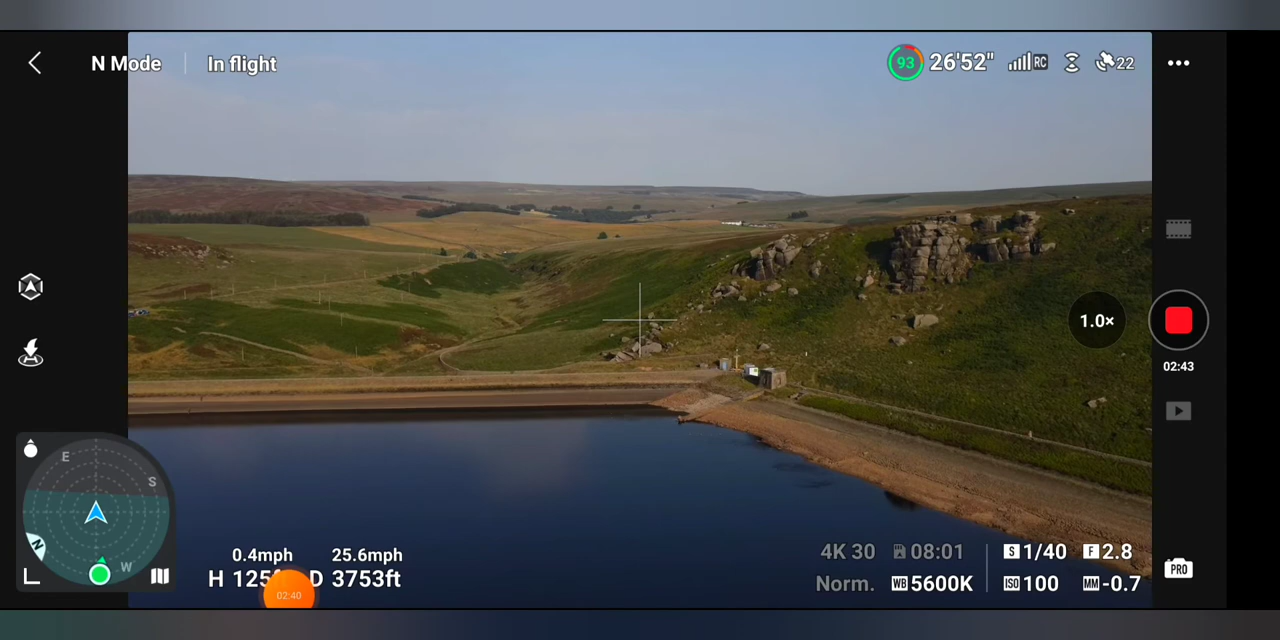 N Mode
In flight
93
26'52"
RC
22
1.0×
02:43
E
S
N
W
0.4mph
25.6mph
H 125
D 3753ft
02:40
4K 30
08:01
S 1/40
F 2.8
Norm.
WB 5600K
ISO 100
MM -0.7
PRO